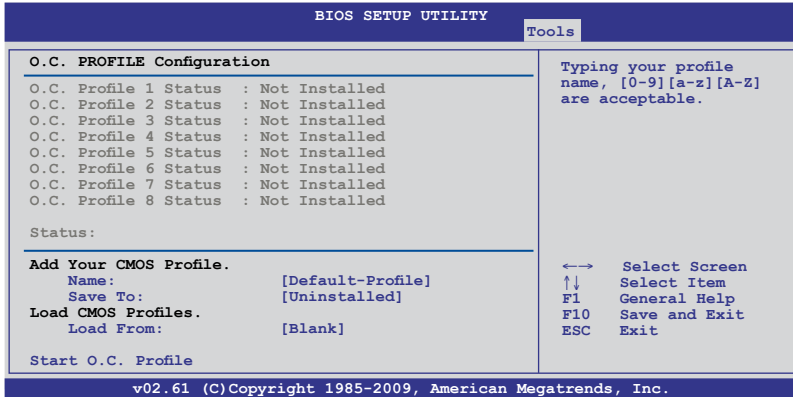 BIOS SETUP UTILITY
Tools
O.C. PROFILE Configuration
O.C. Profile 1 Status : Not Installed
O.C. Profile 2 Status : Not Installed
O.C. Profile 3 Status : Not Installed
O.C. Profile 4 Status : Not Installed
O.C. Profile 5 Status : Not Installed
O.C. Profile 6 Status : Not Installed
O.C. Profile 7 Status : Not Installed
O.C. Profile 8 Status : Not Installed
Status:
Add Your CMOS Profile.
Name: [Default-Profile]
Save To: [Uninstalled]
Load CMOS Profiles.
Load From: [Blank]
Start O.C. Profile
Typing your profile
name, [0-9][a-z][A-Z]
are acceptable.
←→ Select Screen
↑↓ Select Item
F1 General Help
F10 Save and Exit
ESC Exit
v02.61 (C)Copyright 1985-2009, American Megatrends, Inc.